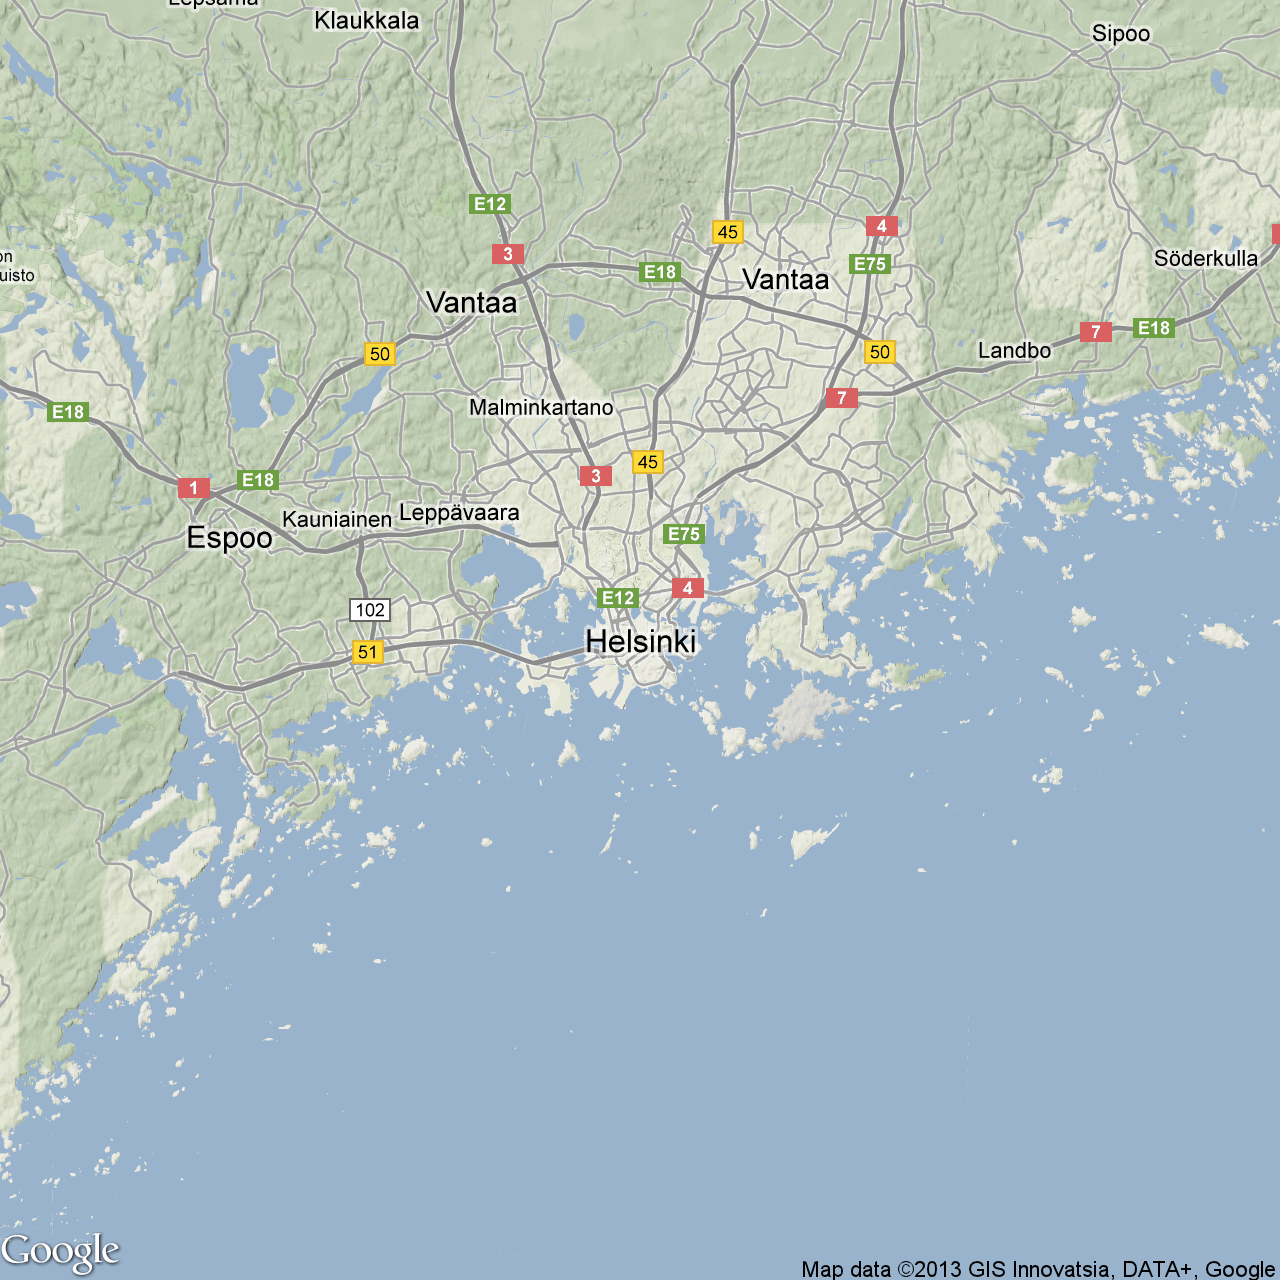 Lepsämä
Klaukkala
Sipoo
E12
45
4
3
on
uisto
E18
E75
Vantaa
Söderkulla
Vantaa
7
E18
50
50
Landbo
7
E18
Malminkartano
45
3
E18
1
Kauniainen
Leppävaara
Espoo
E75
4
E12
102
Helsinki
51
Google
Map data ©2013 GIS Innovatsia, DATA+, Google